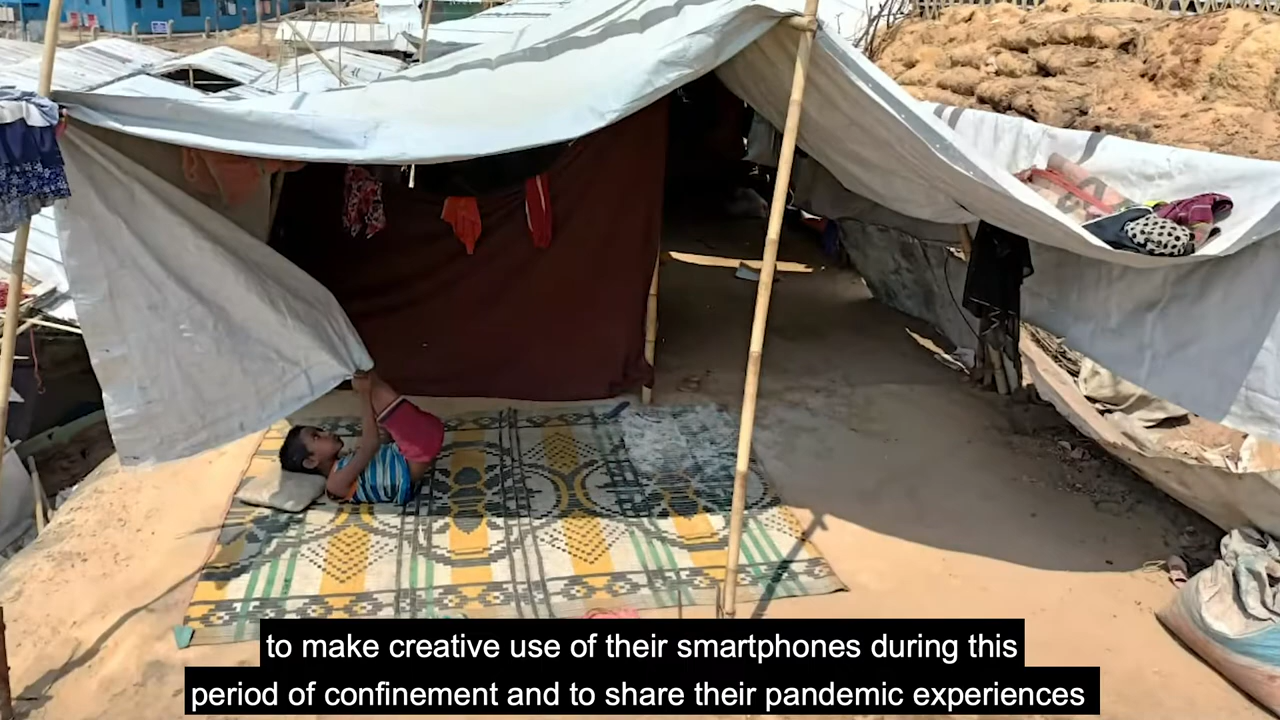 to make creative use of their smartphones during this
period of confinement and to share their pandemic experiences